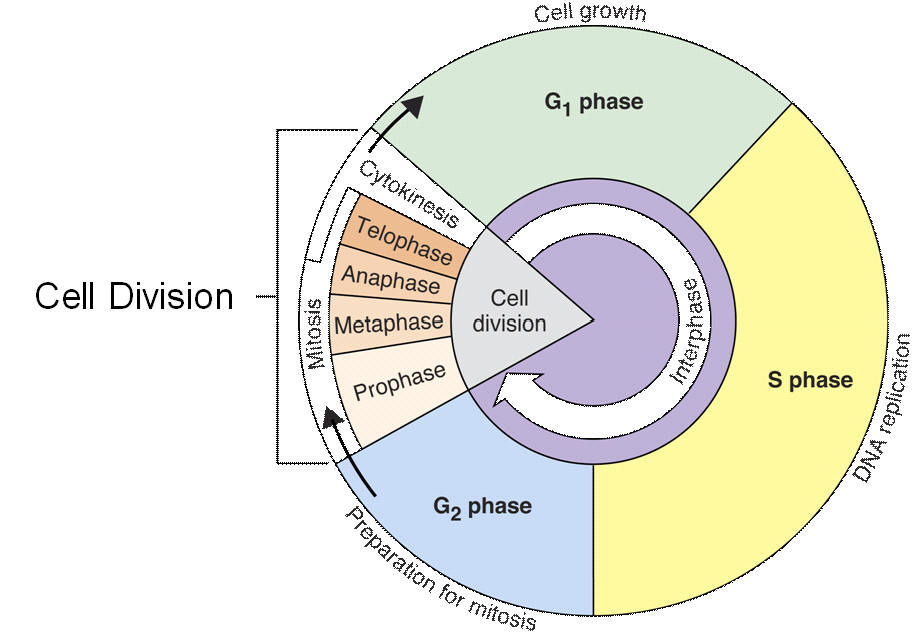 Cell growth
G₁ phase
Cytokinesis
Telophase
Anaphase
Metaphase
Prophase
Mitosis
Cell Division
Cell
division
Interphase
S phase
DNA replication
G₂ phase
Preparation for mitosis